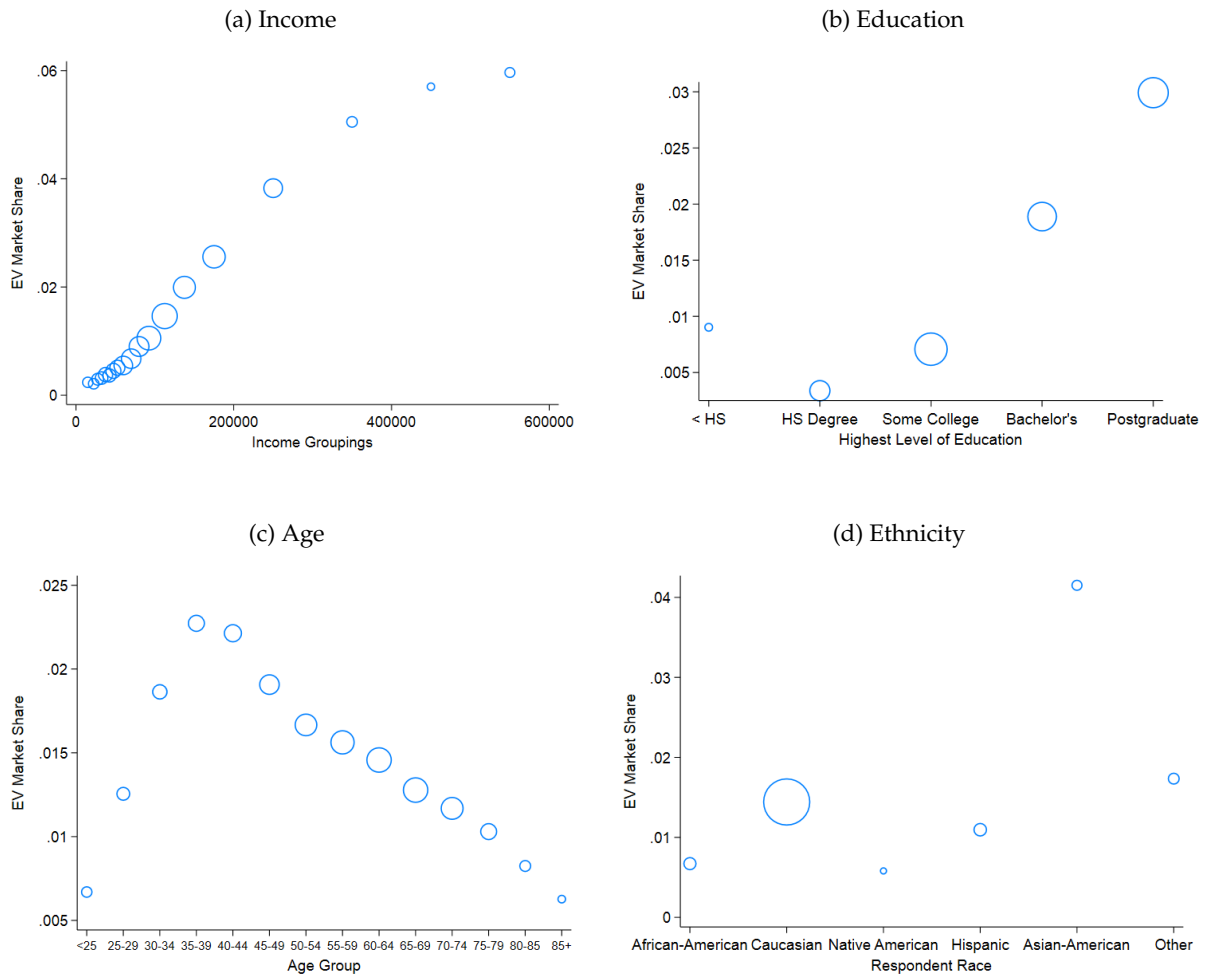 (a) Income
.06
.04
.02
0
EV Market Share
0 200000 400000 600000
Income Groupings
(b) Education
.03
.025
.02
.015
.01
.005
EV Market Share
< HS HS Degree Some College Bachelor's Postgraduate
Highest Level of Education
(c) Age
.025
.02
.015
.01
.005
EV Market Share
<25 25-29 30-34 35-39 40-44 45-49 50-54 55-59 60-64 65-69 70-74 75-79 80-85 85+
Age Group
(d) Ethnicity
.04
.03
.02
.01
0
EV Market Share
African-American Caucasian Native American Hispanic Asian-American Other
Respondent Race